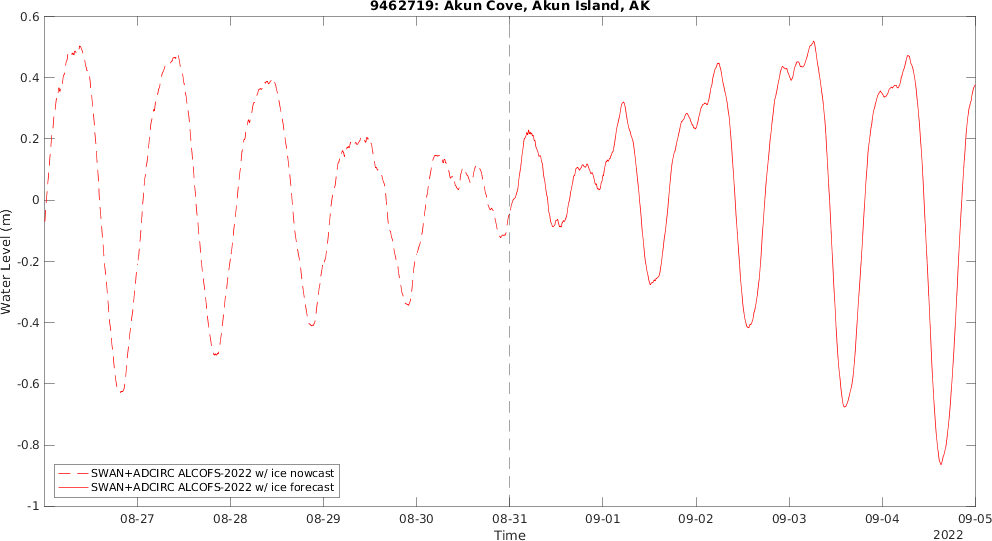 9462719: Akun Cove, Akun Island, AK
0.6
0.4
0.2
0
-0.2
-0.4
-0.6
-0.8
-1
Water Level (m)
SWAN+ADCIRC ALCOFS-2022 w/ ice nowcast
SWAN+ADCIRC ALCOFS-2022 w/ ice forecast
08-27 08-28 08-29 08-30 08-31 09-01 09-02 09-03 09-04 09-05
Time
2022